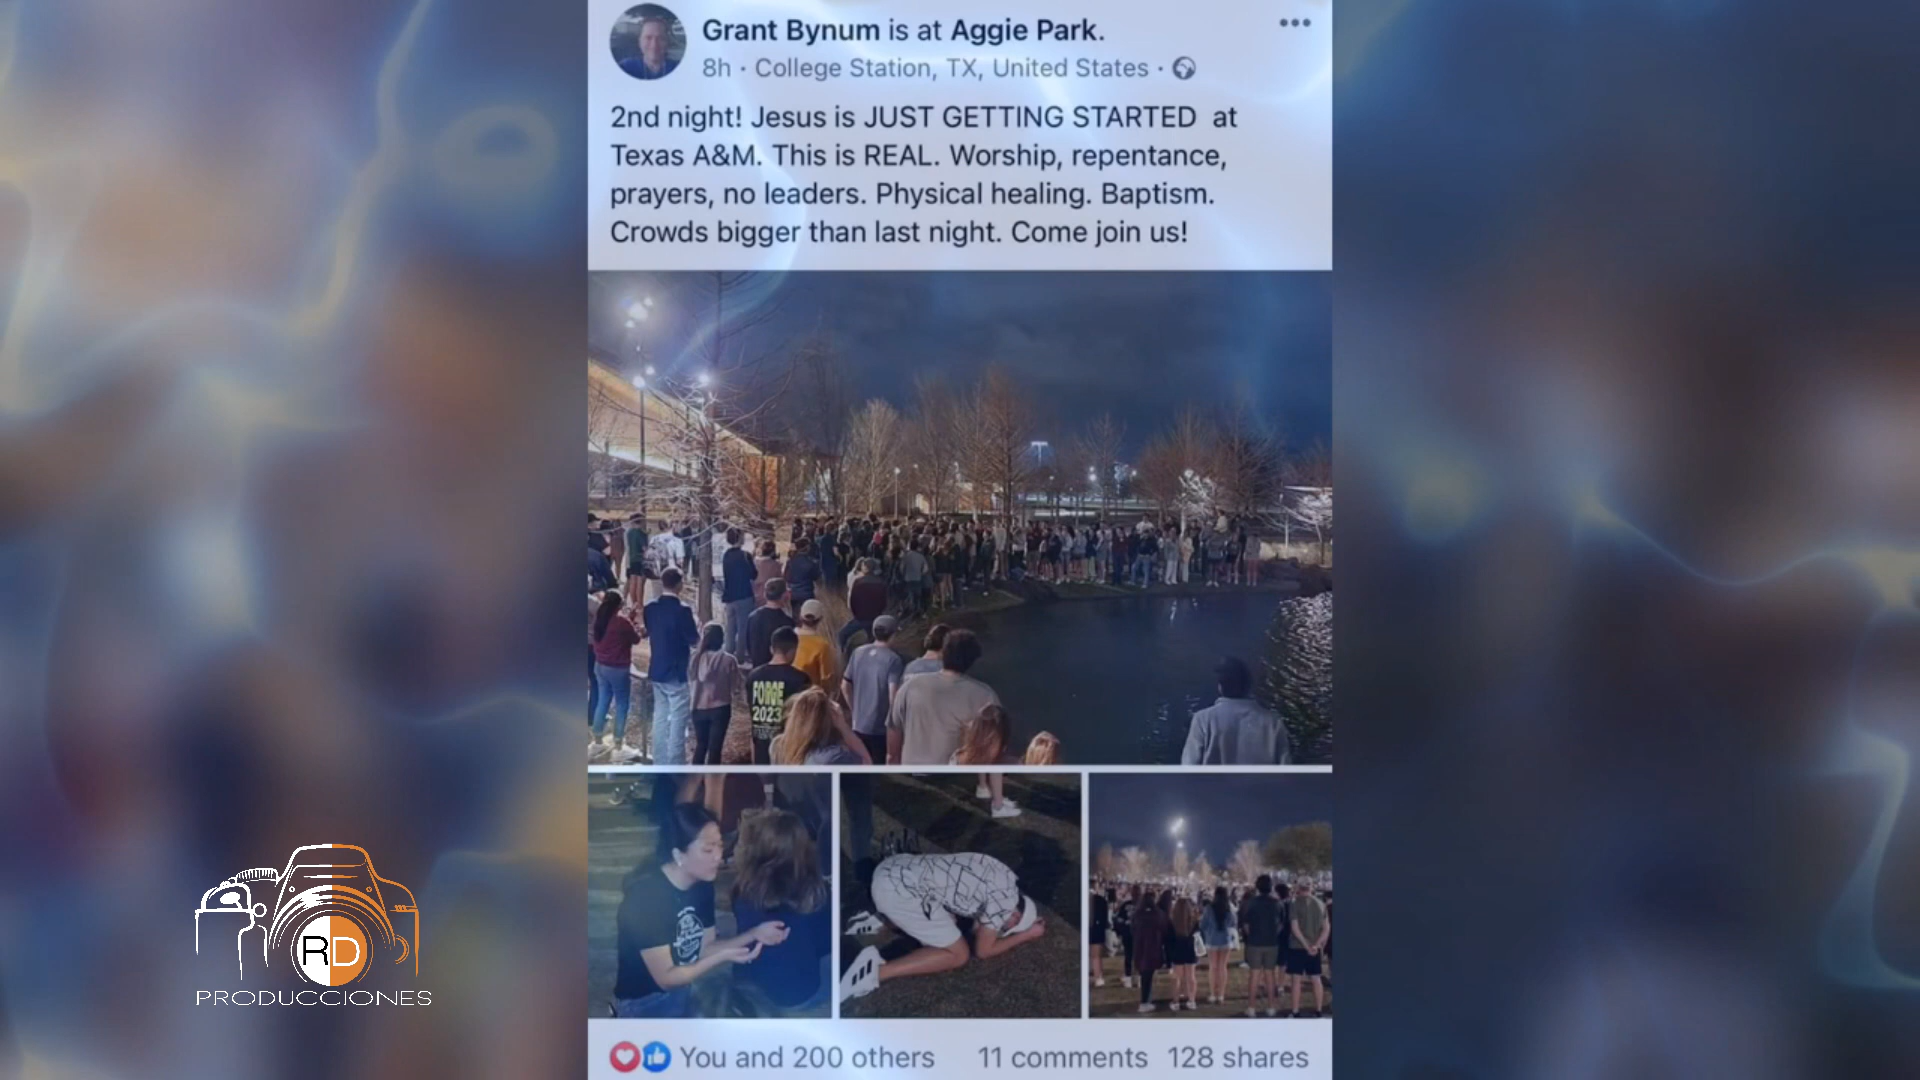 Grant Bynum is at Aggie Park.
8h · College Station, TX, United States ·
2nd night! Jesus is JUST GETTING STARTED at
Texas A&M. This is REAL. Worship, repentance,
prayers, no leaders. Physical healing. Baptism.
Crowds bigger than last night. Come join us!
FORGE
2023
RD
PRODUCCIONES
You and 200 others 11 comments 128 shares